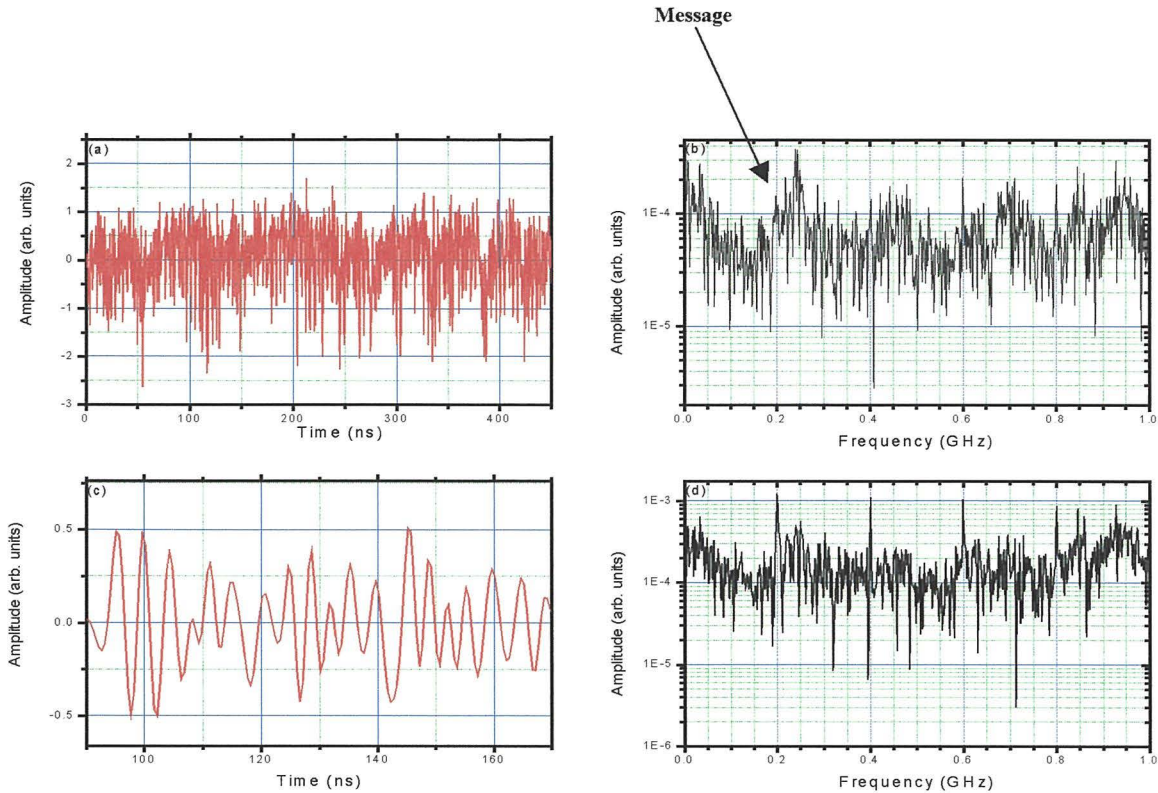 Message
(a)
2
1
0
-1
-2
-3
0 100 200 300 400
Amplitude (arb. units)
Time (ns)
(b)
1E-4
1E-5
0.0 0.2 0.4 0.6 0.8 1.0
Amplitude (arb. units)
Frequency (GHz)
(c)
0.5
0.0
-0.5
100 120 140 160
Amplitude (arb. units)
Time (ns)
(d)
1E-3
1E-4
1E-5
1E-6
0.0 0.2 0.4 0.6 0.8 1.0
Amplitude (arb. units)
Frequency (GHz)